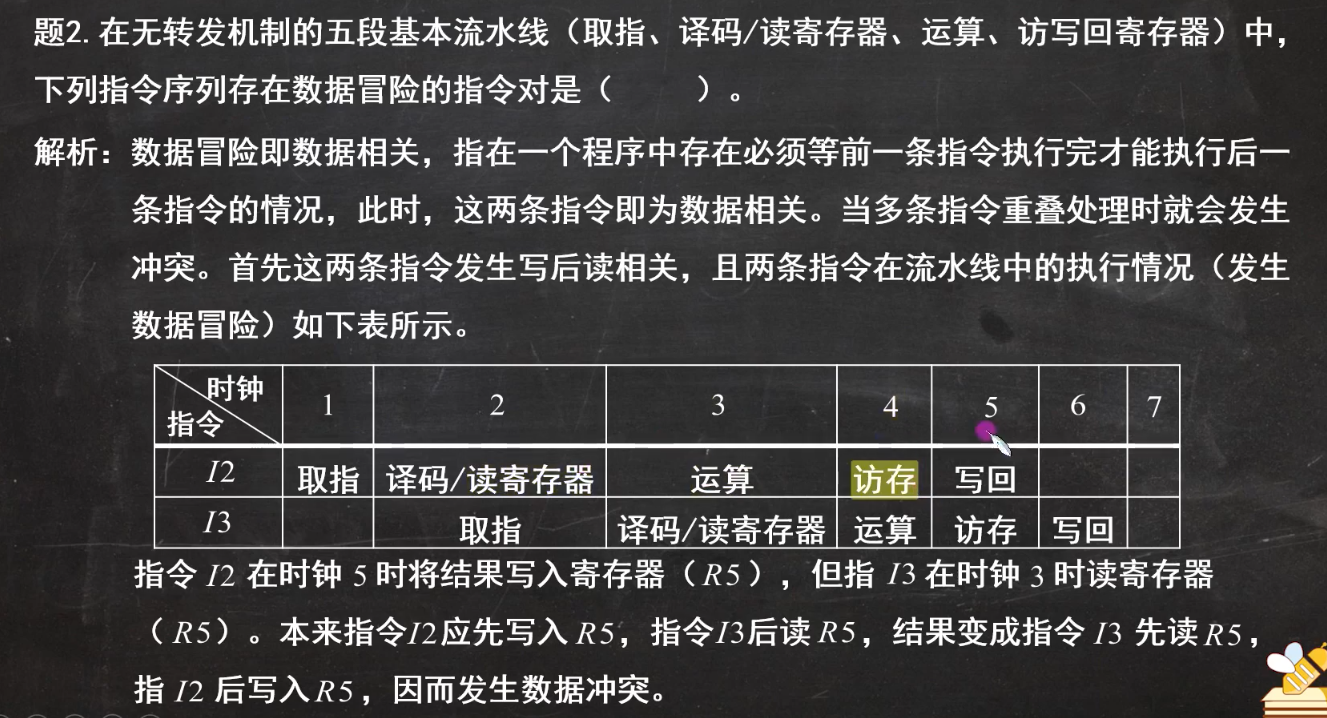 题2. 在无转发机制的五段基本流水线（取指、译码/读寄存器、运算、访写回寄存器）中，
下列指令序列存在数据冒险的指令对是（ ）。
解析：数据冒险即数据相关，指在一个程序中存在必须等前一条指令执行完才能执行后一
条指令的情况，此时，这两条指令即为数据相关。当多条指令重叠处理时就会发生
冲突。首先这两条指令发生写后读相关，且两条指令在流水线中的执行情况（发生
数据冒险）如下表所示。
时钟
指令 1 2 3 4 5 6 7
I2 取指 译码/读寄存器 运算 访存 写回
I3 取指 译码/读寄存器 运算 访存 写回
指令 I2 在时钟 5 时将结果写入寄存器（R5），但指 I3 在时钟 3 时读寄存器
（R5）。本来指令I2应先写入 R5，指令I3后读 R5，结果变成指令 I3 先读R5，
指 I2 后写入R5，因而发生数据冲突。